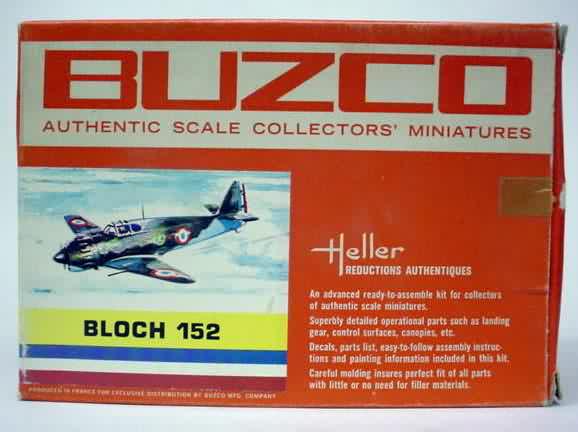 BUZCO
AUTHENTIC SCALE COLLECTORS' MINIATURES
BLOCH 152
PRODUCED IN FRANCE FOR EXCLUSIVE DISTRIBUTION BY BUZCO MFG. COMPANY
Heller
REDUCTIONS AUTHENTIQUES
An advanced ready-to-assemble kit for collectors
of authentic scale miniatures.
Superbly detailed operational parts such as landing
gear, control surfaces, canopies, etc.
Decals, parts list, easy-to-follow assembly instruc-
tions and painting information included in this kit.
Careful molding insures perfect fit of all parts
with little or no need for filler materials.